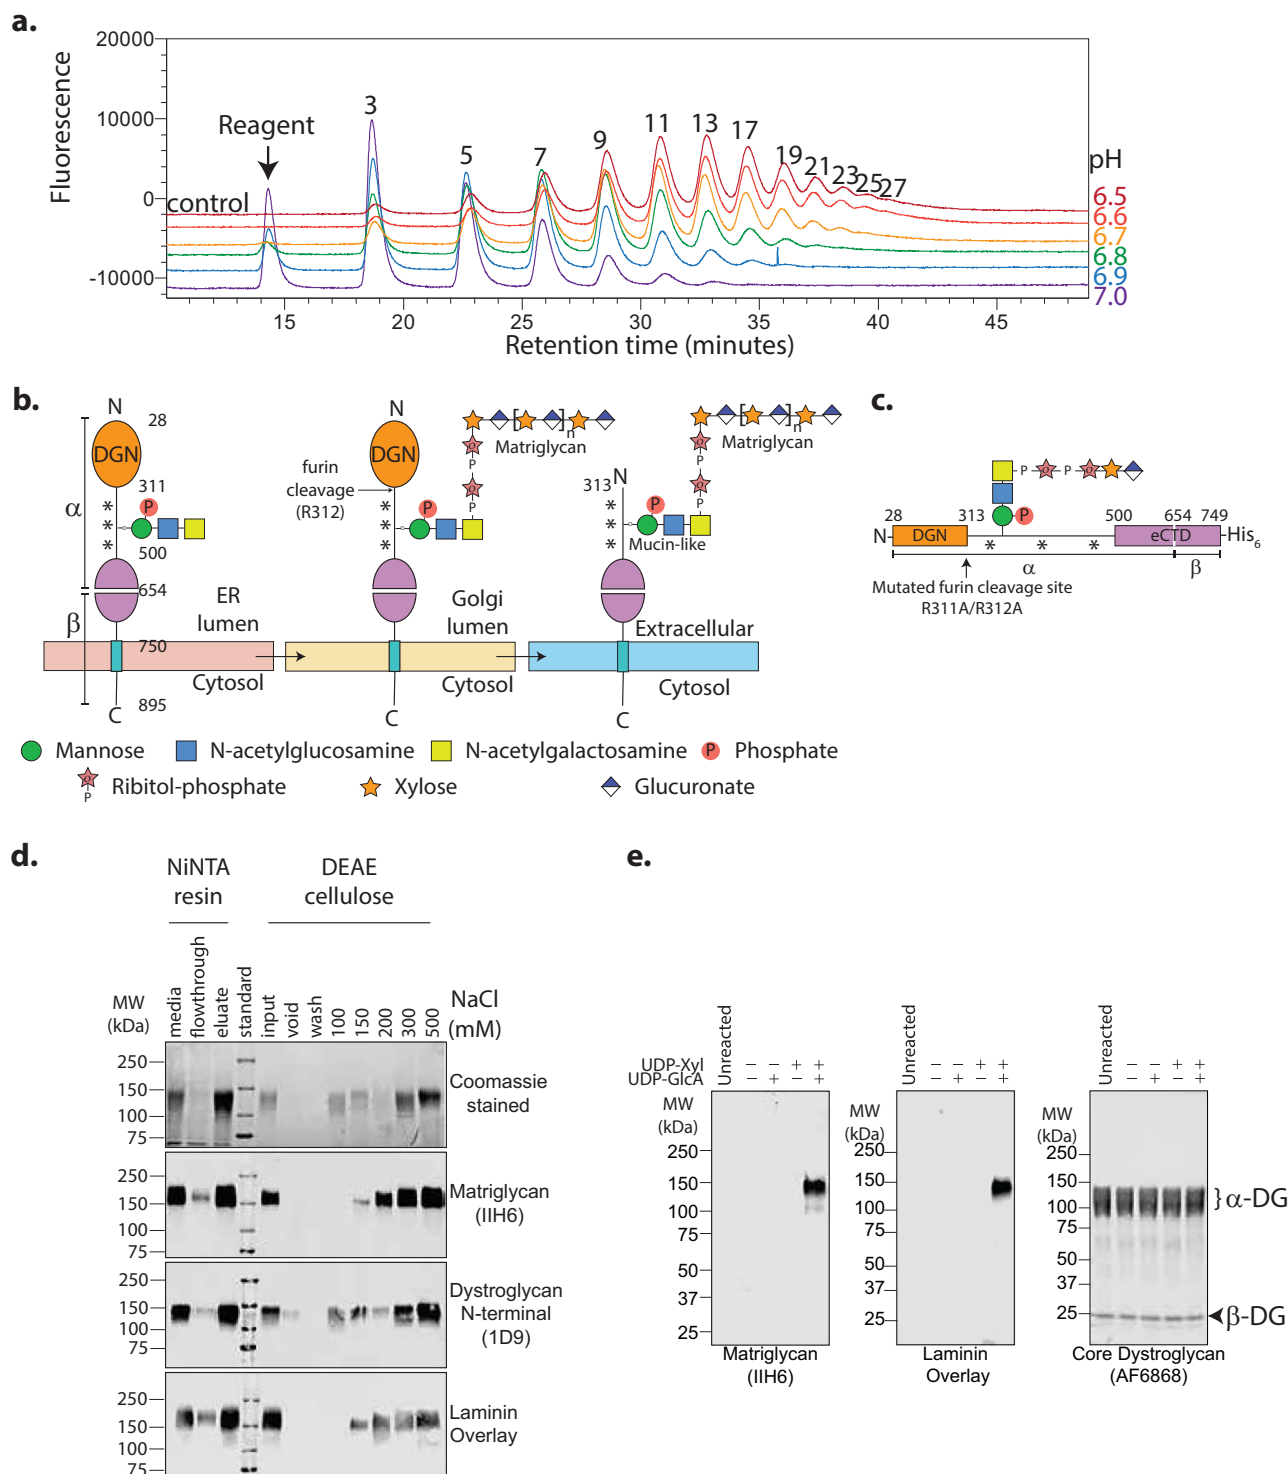 a.
20000
10000
0
-10000
Fluorescence
Reagent
control
3
5
7
9
11
13
17
19
21
23
25
27
pH
6.5
6.6
6.7
6.8
6.9
7.0
15
20
25
30
35
40
45
Retention time (minutes)
b.
N
28
DGN
311
α
*
*
*
P
500
654
β
ER
lumen
750
Cytosol
895
C
N
DGN
furin
cleavage
(R312)
*
*
*
P
[
]
n
Matriglycan
o
P
o
P
Golgi
lumen
Cytosol
C
N
313
*
*
*
P
Mucin-like
[
]
n
Matriglycan
o
P
o
P
Extracellular
Cytosol
C
Mannose
N-acetylglucosamine
N-acetylgalactosamine
P Phosphate
o
P
Ribitol-phosphate
Xylose
Glucuronate
c.
P o P o
P
28
313
500
654
749
N DGN * * * eCTD His6
α
β
Mutated furin cleavage site
R311A/R312A
d.
NiNTA
resin
DEAE
cellulose
MW
(kDa)
media
flowthrough
eluate
standard
input
void
wash
100
150
200
300
500
NaCl
(mM)
250
150
100
75
Coomassie
stained
250
150
100
75
Matriglycan
(IIH6)
250
150
100
75
Dystroglycan
N-terminal
(1D9)
250
150
100
75
Laminin
Overlay
e.
UDP-Xyl
UDP-GlcA
Unreacted
– – + +
– + – +
MW
(kDa)
250
150
100
75
50
37
25
Matriglycan
(IIH6)
Unreacted
– – + +
– + – +
MW
(kDa)
250
150
100
75
50
37
25
Laminin
Overlay
Unreacted
– – + +
– + – +
MW
(kDa)
250
150
100
75
50
37
25
} α-DG
β-DG
Core Dystroglycan
(AF6868)